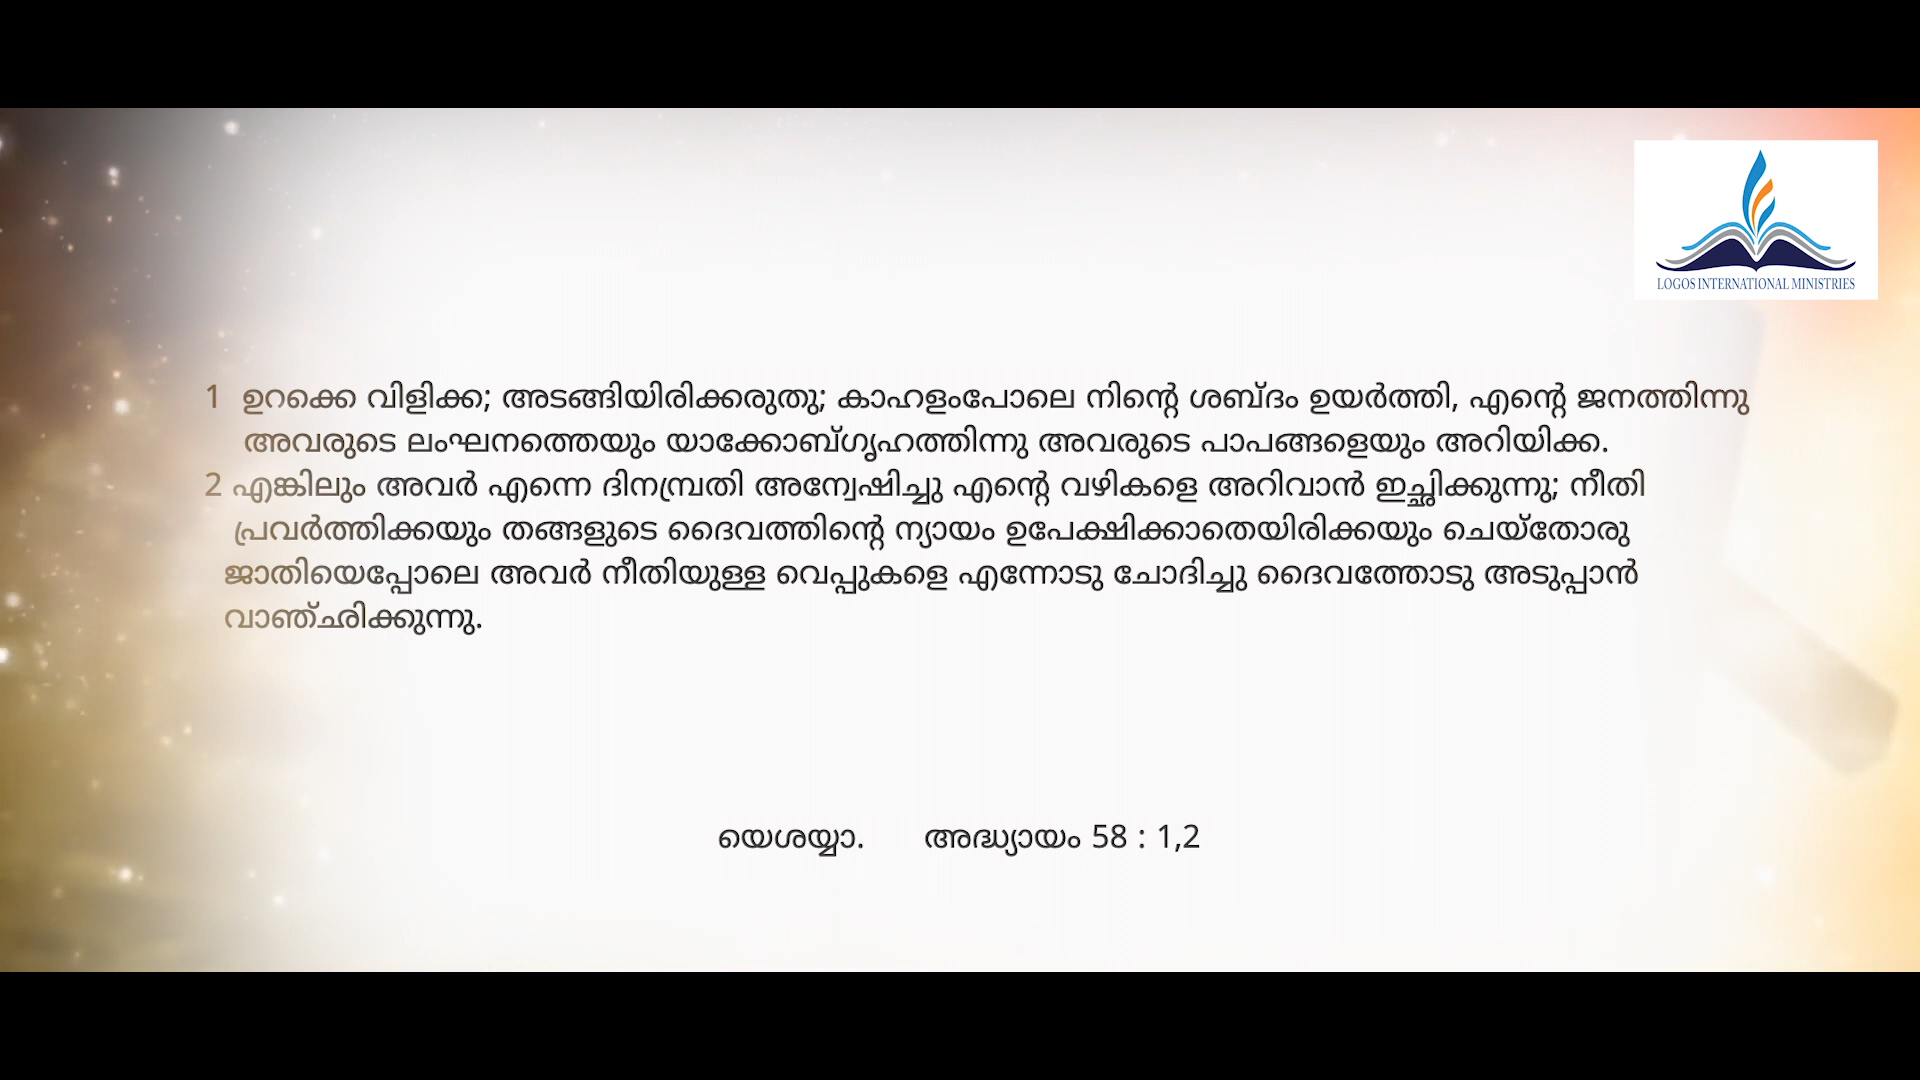 LOGOS INTERNATIONAL MINISTRIES
1 ഉറക്കെ വിളിക്ക; അടങ്ങിയിരിക്കരുതു; കാഹളംപോലെ നിന്റെ ശബ്ദം ഉയർത്തി, എന്റെ ജനത്തിന്നു
അവരുടെ ലംഘനത്തെയും യാക്കോബ്ഗൃഹത്തിന്നു അവരുടെ പാപങ്ങളെയും അറിയിക്ക.
2 എങ്കിലും അവർ എന്നെ ദിനമ്പ്രതി അന്വേഷിച്ചു എന്റെ വഴികളെ അറിവാൻ ഇച്ഛിക്കുന്നു; നീതി
പ്രവർത്തിക്കയും തങ്ങളുടെ ദൈവത്തിന്റെ ന്യായം ഉപേക്ഷിക്കാതെയിരിക്കയും ചെയ്തോരു
ജാതിയെപ്പോലെ അവർ നീതിയുള്ള വെപ്പുകളെ എന്നോടു ചോദിച്ചു ദൈവത്തോടു അടുപ്പാൻ
വാഞ്ഛിക്കുന്നു.
യെശയ്യാ. അദ്ധ്യായം 58 : 1,2